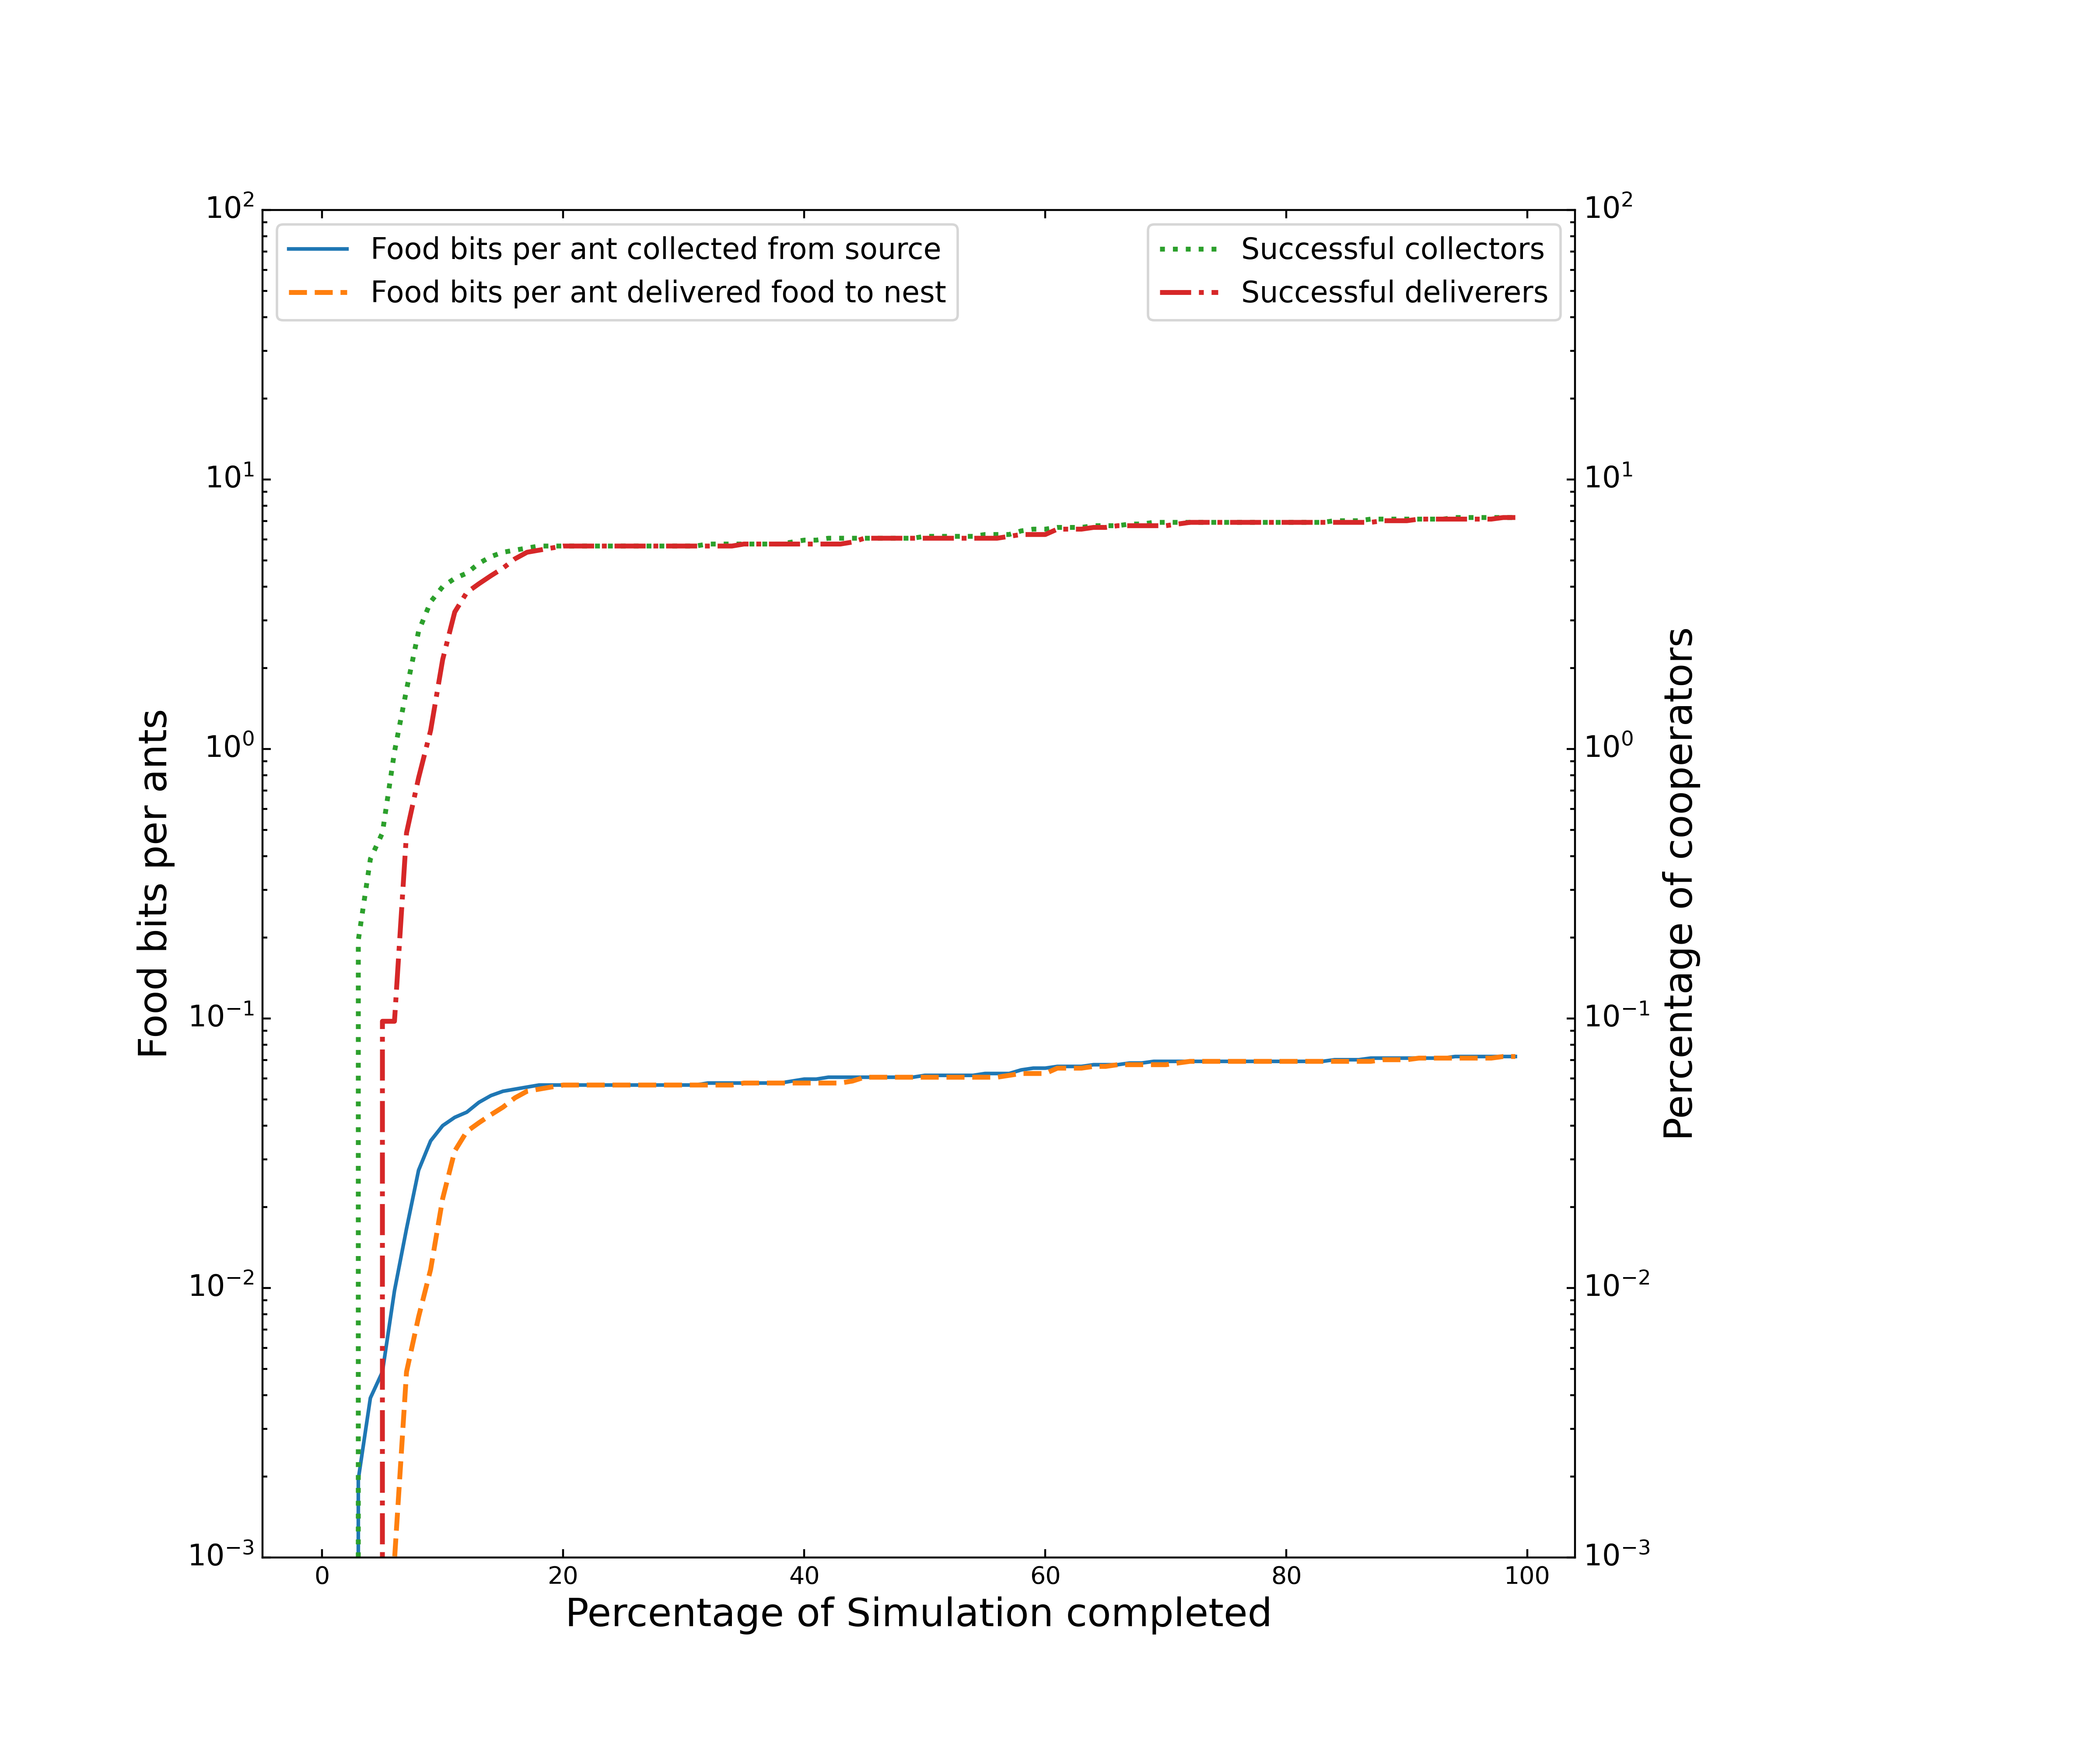 Food bits per ant collected from source
Food bits per ant delivered food to nest
Successful collectors
Successful deliverers
10²
10¹
10⁰
10⁻¹
10⁻²
10⁻³
Food bits per ants
10²
10¹
10⁰
10⁻¹
10⁻²
10⁻³
Percentage of cooperators
0 20 40 60 80 100
Percentage of Simulation completed